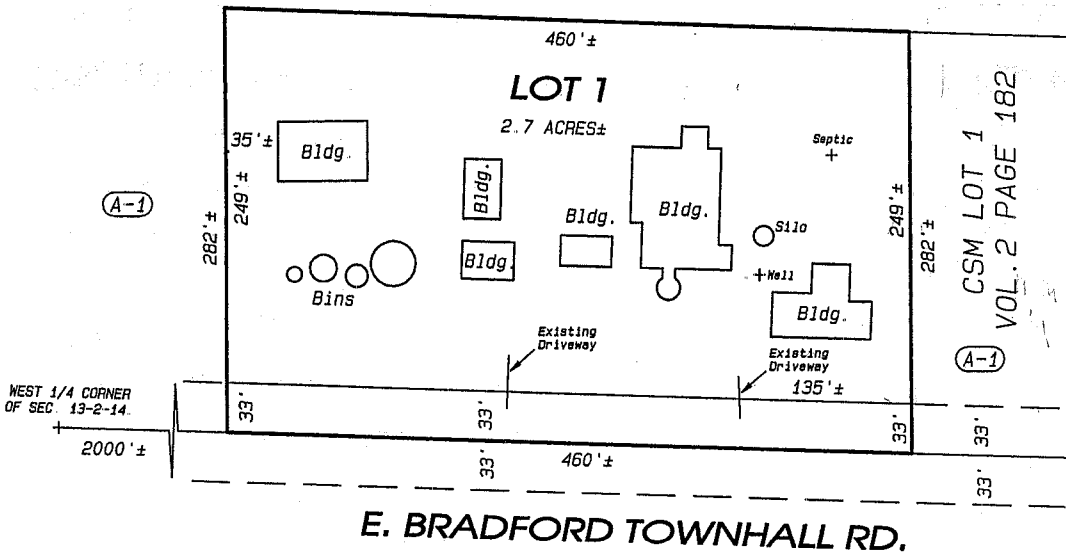 460'±
LOT 1
2.7 ACRES±
35'±
Bldg.
Septic
Bldg.
A-1
249'±
282'±
Bldg.
Bldg.
Silo
249'±
282'±
CSM LOT 1
VOL. 2 PAGE 182
Bldg.
Well
Bins
Bldg.
Existing
Driveway
Existing
Driveway
A-1
135'±
WEST 1/4 CORNER
OF SEC. 13-2-14.
33'
33'
33'
33'
2000'±
33'
460'±
33'
E. BRADFORD TOWNHALL RD.